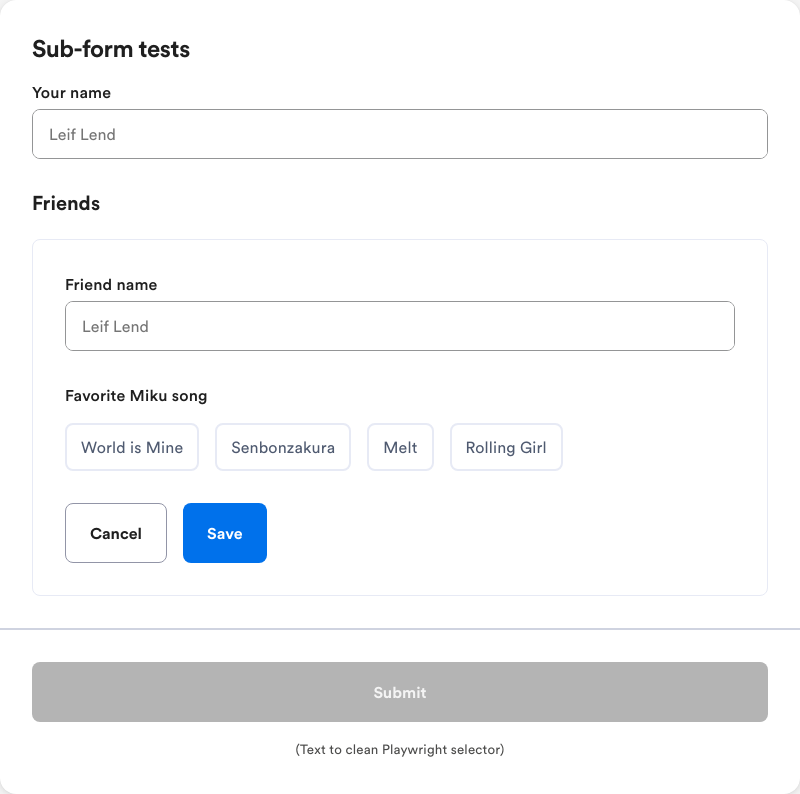 Sub-form tests
Your name
Leif Lend
Friends
Friend name
Leif Lend
Favorite Miku song
World is Mine Senbonzakura Melt Rolling Girl
Cancel Save
Submit
(Text to clean Playwright selector)